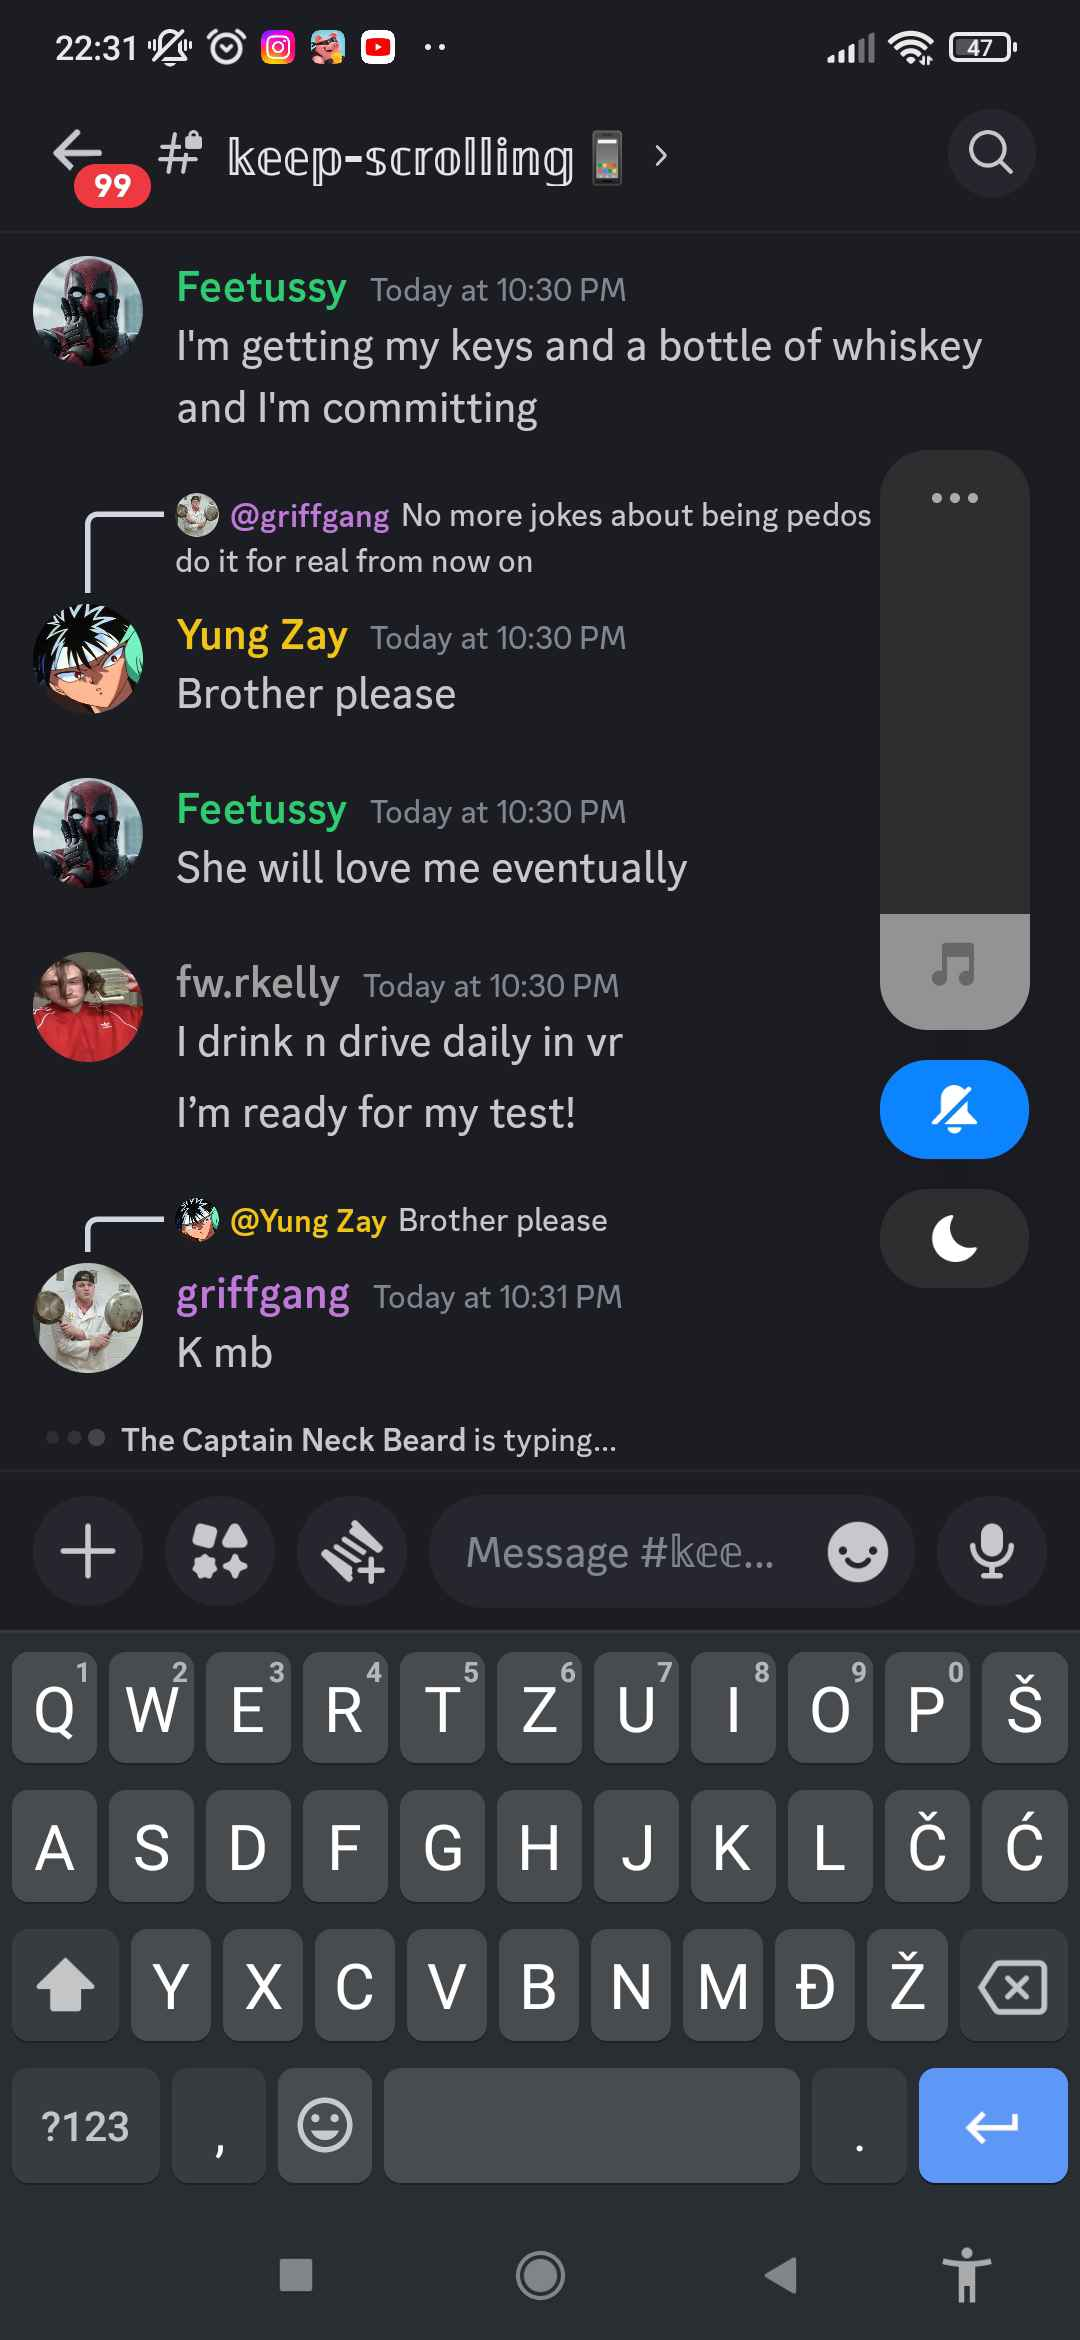 22:31
47
99
# 𝕜𝕖𝕖𝕡-𝕤𝕔𝕣𝕠𝕝𝕝𝕚𝕟𝕘📱 ›
Feetussy Today at 10:30 PM
I'm getting my keys and a bottle of whiskey
and I'm committing
@griffgang No more jokes about being pedos
do it for real from now on
Yung Zay Today at 10:30 PM
Brother please
Feetussy Today at 10:30 PM
She will love me eventually
fw.rkelly Today at 10:30 PM
I drink n drive daily in vr
I’m ready for my test!
@Yung Zay Brother please
griffgang Today at 10:31 PM
K mb
The Captain Neck Beard is typing...
Message #𝕜𝕖𝕖...
1 2 3 4 5 6 7 8 9 0
Q W E R T Z U I O P Š
A S D F G H J K L Č Ć
Y X C V B N M Đ Ž
?123 , .